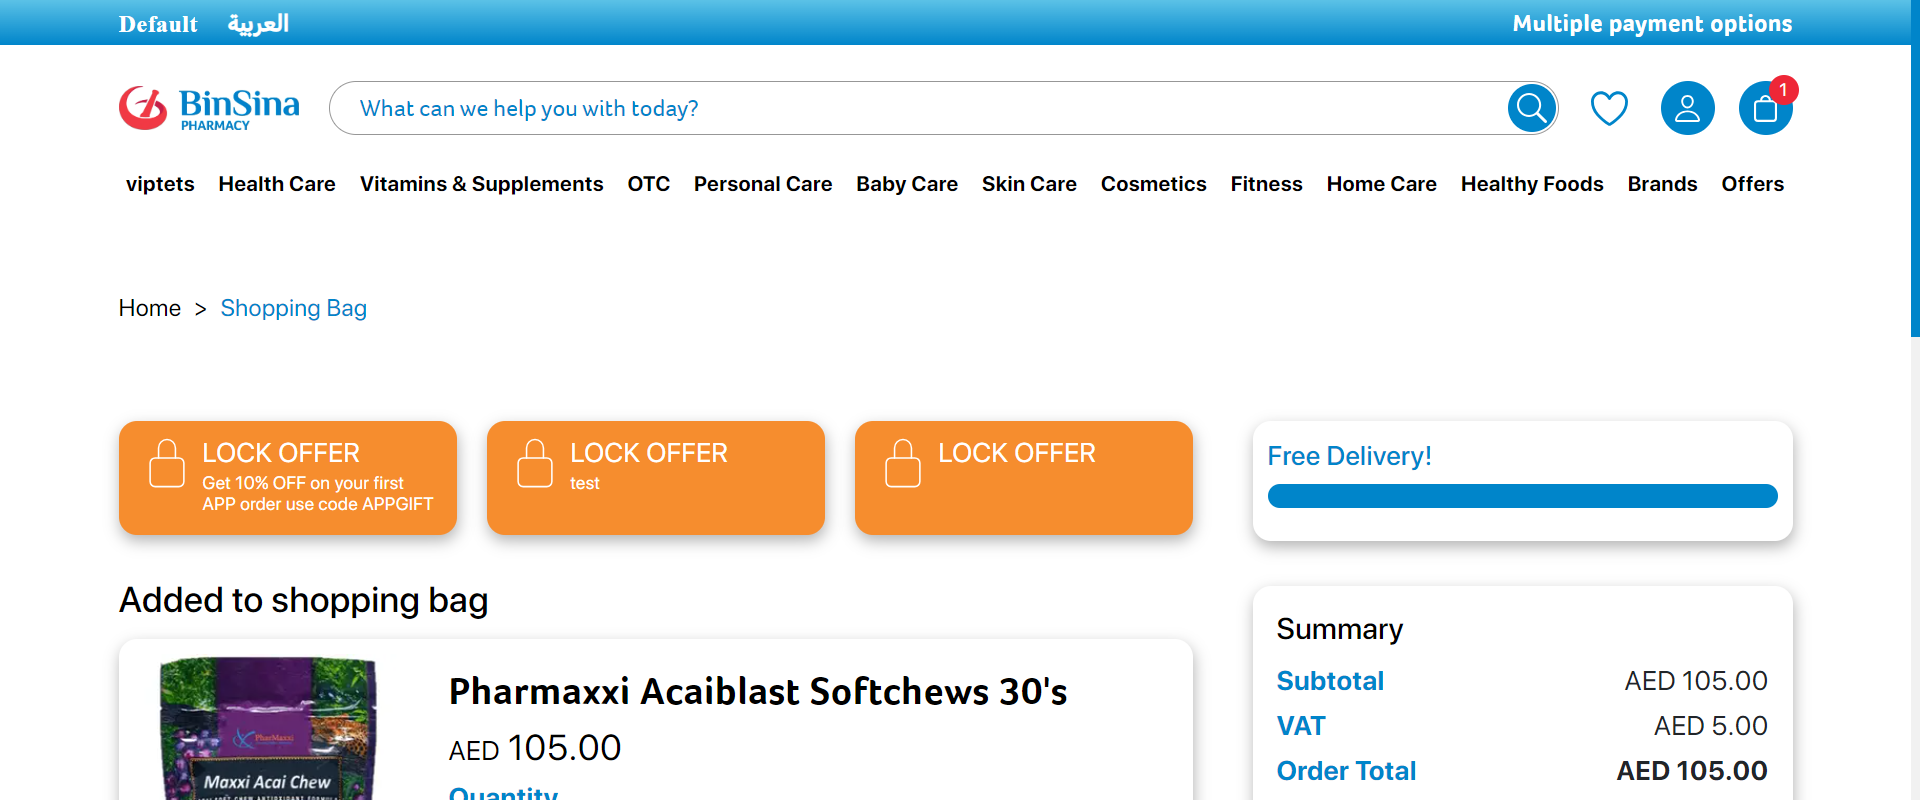 Default العربية
Multiple payment options
BinSina
PHARMACY
What can we help you with today?
1
viptets Health Care Vitamins & Supplements OTC Personal Care Baby Care Skin Care Cosmetics Fitness Home Care Healthy Foods Brands Offers
Home > Shopping Bag
LOCK OFFER
Get 10% OFF on your first
APP order use code APPGIFT
LOCK OFFER
test
LOCK OFFER
Free Delivery!
Added to shopping bag
PharMaxxi
Maxxi Acai Chew
Pharmaxxi Acaiblast Softchews 30's
AED 105.00
Quantity
Summary
Subtotal AED 105.00
VAT AED 5.00
Order Total AED 105.00